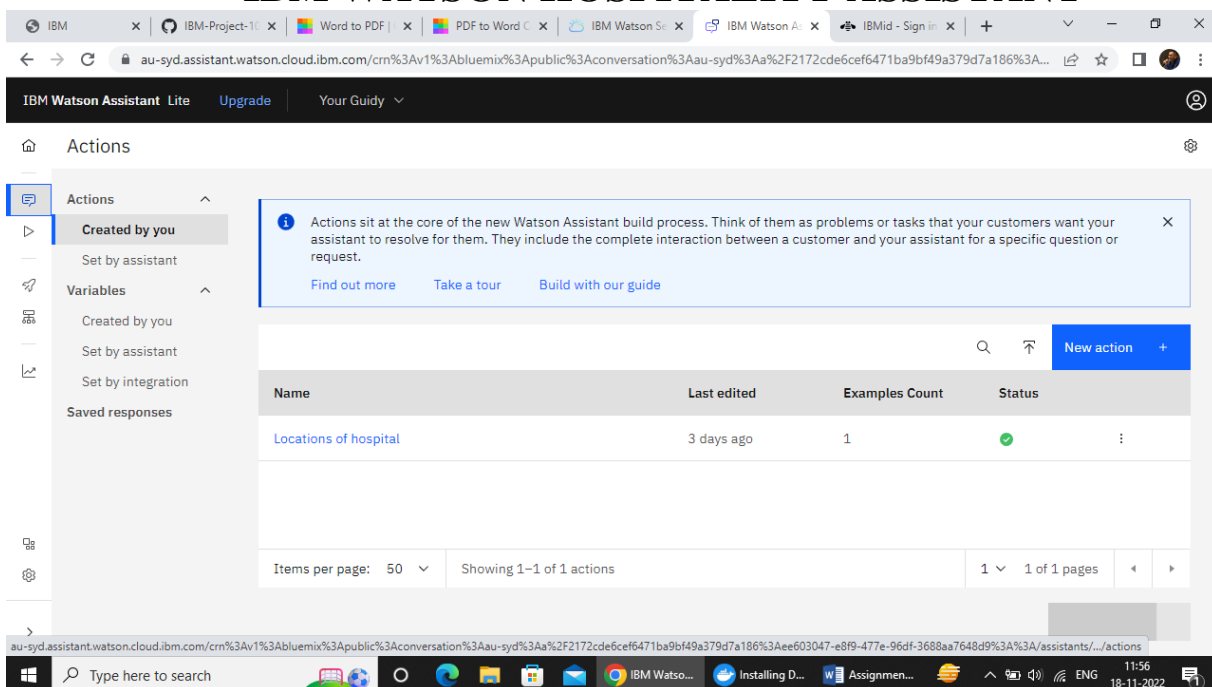 IBM WATSON HOSPITALITY ASSISTANT
IBM
IBM-Project-10
Word to PDF |
PDF to Word C
IBM Watson Se
IBM Watson As
IBMid - Sign in
au-syd.assistant.watson.cloud.ibm.com/crn%3Av1%3Abluemix%3Apublic%3Aconversation%3Aau-syd%3Aa%2F2172cde6cef6471ba9bf49a379d7a186%3A...
IBM Watson Assistant Lite Upgrade Your Guidy
Actions
Actions
Created by you
Set by assistant
Variables
Created by you
Set by assistant
Set by integration
Saved responses
Actions sit at the core of the new Watson Assistant build process. Think of them as problems or tasks that your customers want your
assistant to resolve for them. They include the complete interaction between a customer and your assistant for a specific question or
request.
Find out more Take a tour Build with our guide
New action +
Name Last edited Examples Count Status
Locations of hospital 3 days ago 1
Items per page: 50 Showing 1–1 of 1 actions 1 1 of 1 pages
au-syd.assistant.watson.cloud.ibm.com/crn%3Av1%3Abluemix%3Apublic%3Aconversation%3Aau-syd%3Aa%2F2172cde6cef6471ba9bf49a379d7a186%3Aee603047-e8f9-477e-96df-3688aa7648d9%3A%3A/assistants/.../actions
Type here to search IBM Watso... Installing D... Assignmen... ENG 11:56
18-11-2022
1